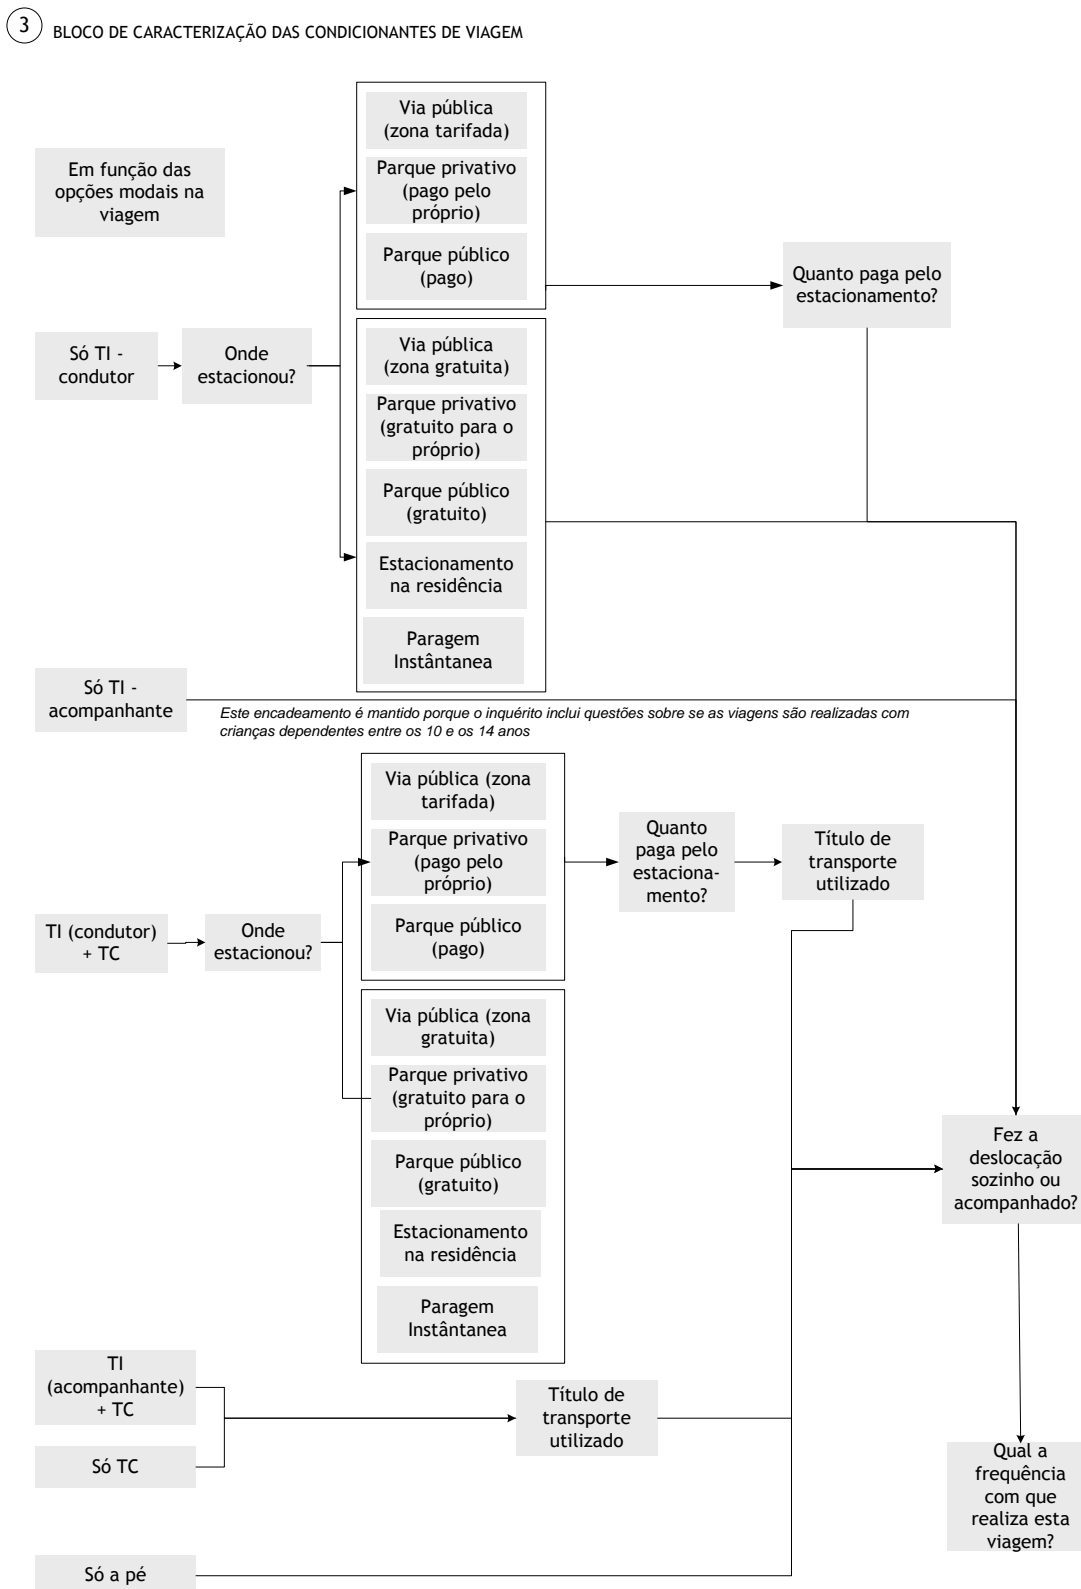 3
BLOCO DE CARACTERIZAÇÃO DAS CONDICIONANTES DE VIAGEM
Em função das
opções modais na
viagem
Via pública
(zona tarifada)
Parque privativo
(pago pelo
próprio)
Parque público
(pago)
Quanto paga pelo
estacionamento?
Só TI -
condutor
Onde
estacionou?
Via pública
(zona gratuita)
Parque privativo
(gratuito para o
próprio)
Parque público
(gratuito)
Estacionamento
na residência
Paragem
Instântanea
Só TI -
acompanhante
Este encadeamento é mantido porque o inquérito inclui questões sobre se as viagens são realizadas com
crianças dependentes entre os 10 e os 14 anos
Via pública (zona
tarifada)
Parque privativo
(pago pelo
próprio)
Parque público
(pago)
Quanto
paga pelo
estaciona-
mento?
Título de
transporte
utilizado
TI (condutor)
+ TC
Onde
estacionou?
Via pública (zona
gratuita)
Parque privativo
(gratuito para o
próprio)
Parque público
(gratuito)
Estacionamento
na residência
Paragem
Instântanea
Fez a
deslocação
sozinho ou
acompanhado?
TI
(acompanhante)
+ TC
Só TC
Título de
transporte
utilizado
Qual a
frequência
com que
realiza esta
viagem?
Só a pé